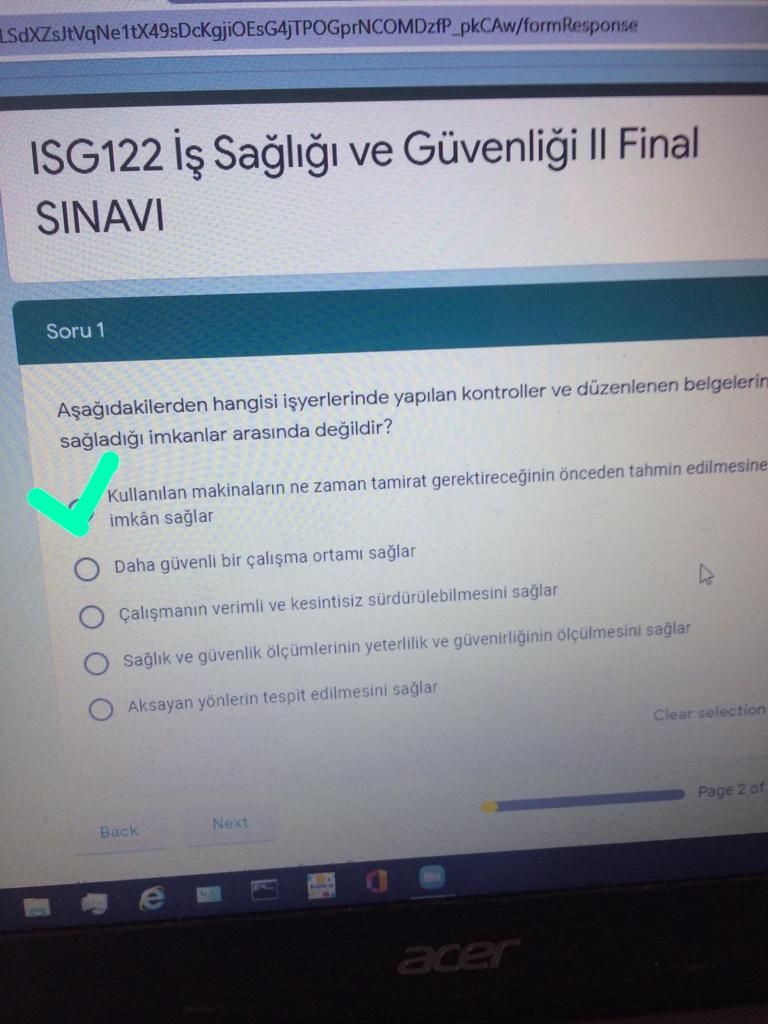 LSdXZsJtVqNe1tX49sDcKgjiOEsG4jTPOGprNCOMDzfP_pkCAw/formResponse
ISG122 İş Sağlığı ve Güvenliği II Final
SINAVI
Soru 1
Aşağıdakilerden hangisi işyerlerinde yapılan kontroller ve düzenlenen belgelerin
sağladığı imkanlar arasında değildir?
Kullanılan makinaların ne zaman tamirat gerektireceğinin önceden tahmin edilmesine
imkân sağlar
Daha güvenli bir çalışma ortamı sağlar
Çalışmanın verimli ve kesintisiz sürdürülebilmesini sağlar
Sağlık ve güvenlik ölçümlerinin yeterlilik ve güvenirliğinin ölçülmesini sağlar
Aksayan yönlerin tespit edilmesini sağlar
Clear selection
Back
Next
Page 2 of
acer